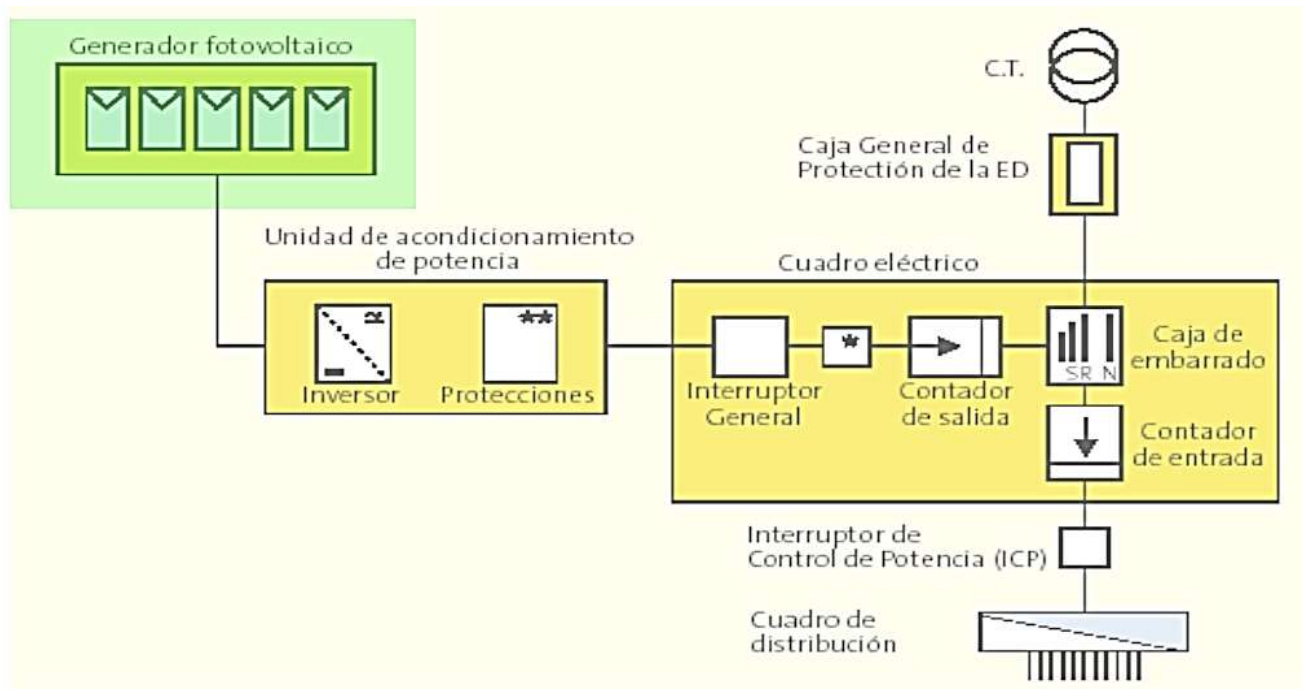 Generador fotovoltaico
C.T.
Caja General de
Protectión de la ED
Unidad de acondicionamiento
de potencia
Cuadro eléctrico
**
*
Inversor
Protecciones
Interruptor
General
Contador
de salida
SR N
Caja de
embarrado
Contador
de entrada
Interruptor de
Control de Potencia (ICP)
Cuadro de
distribución